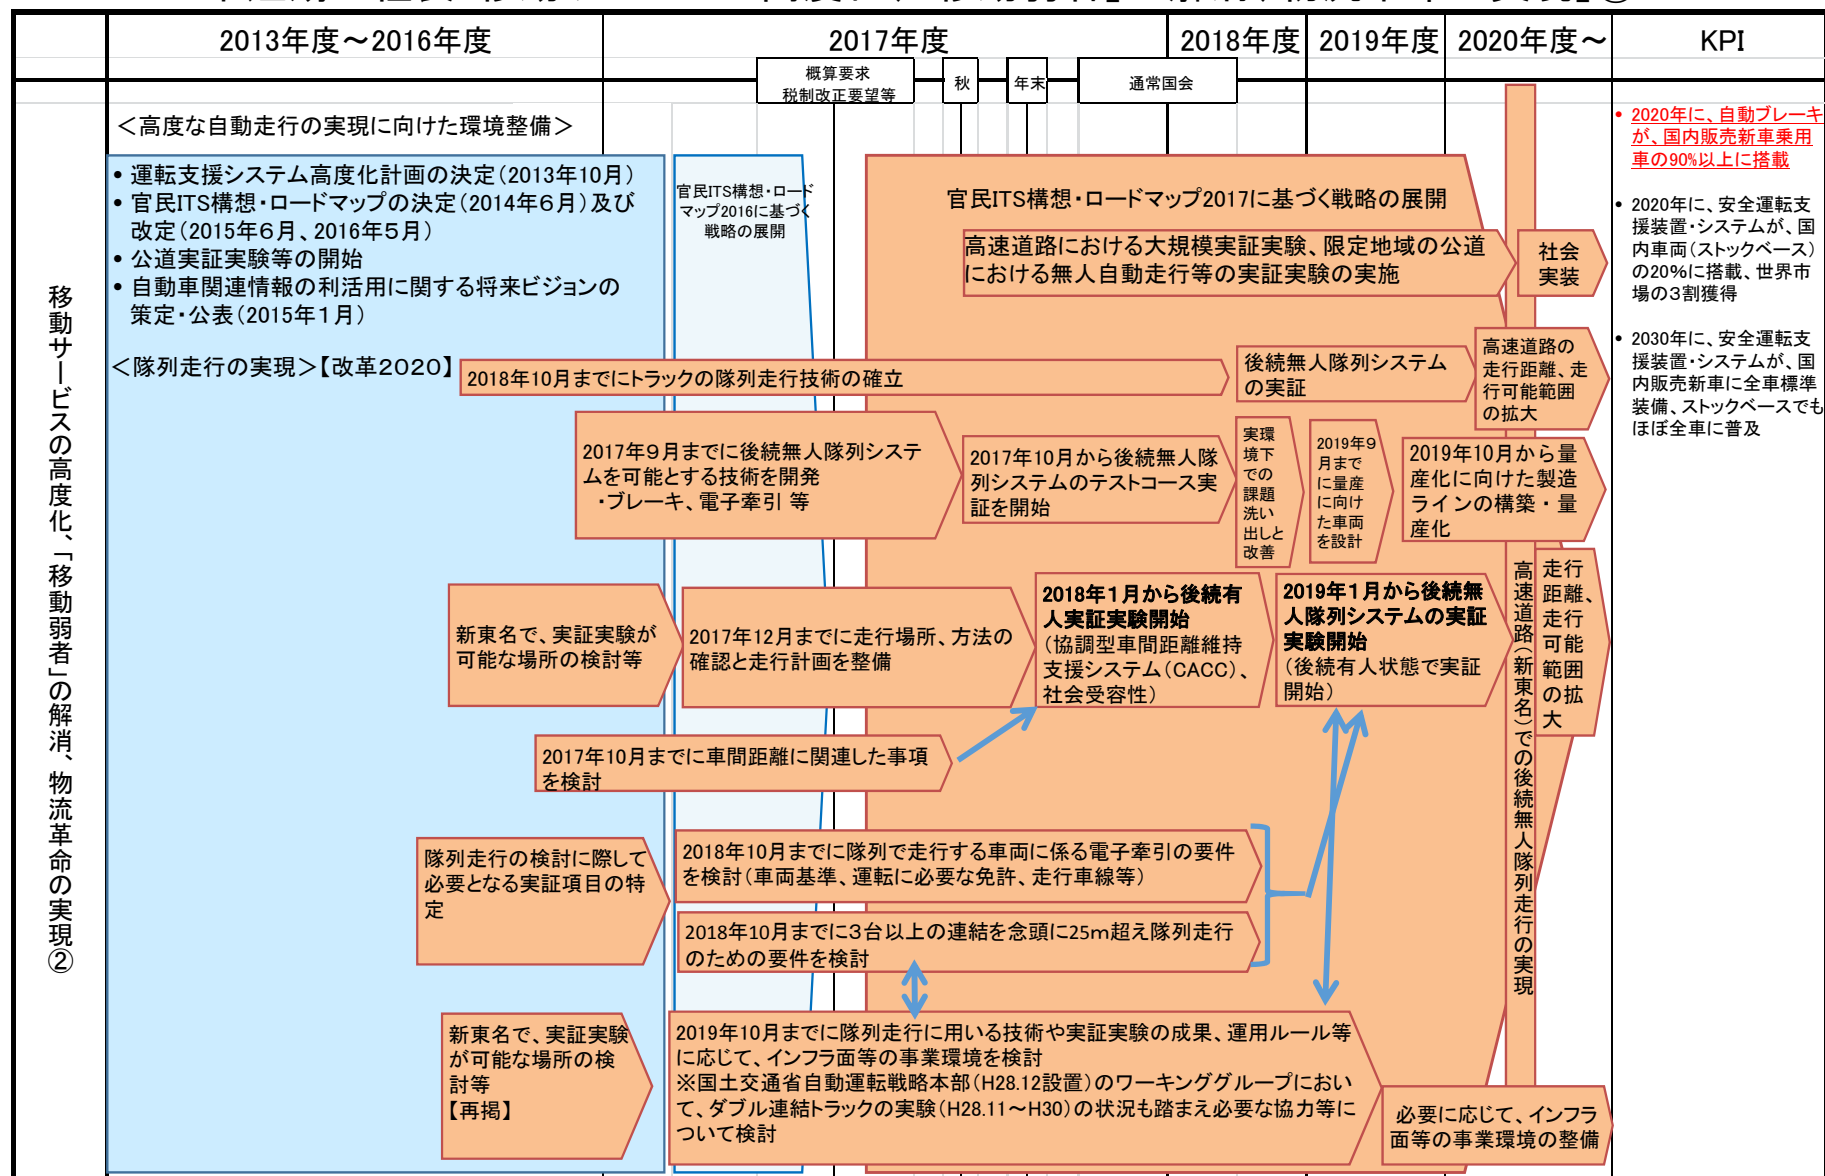 2013年度～2016年度
2017年度
2018年度
2019年度
2020年度～
KPI
概算要求
税制改正要望等
秋
年末
通常国会
移動サービスの高度化、「移動弱者」の解消、物流革命の実現②
＜高度な自動走行の実現に向けた環境整備＞
• 運転支援システム高度化計画の決定（2013年10月）
• 官民ITS構想・ロードマップの決定（2014年６月）及び
改定（2015年６月、2016年５月）
• 公道実証実験等の開始
• 自動車関連情報の利活用に関する将来ビジョンの
策定・公表（2015年１月）
官民ITS構想・ロード
マップ2016に基づく
戦略の展開
官民ITS構想・ロードマップ2017に基づく戦略の展開
高速道路における大規模実証実験、限定地域の公道
における無人自動走行等の実証実験の実施
社会
実装
＜隊列走行の実現＞【改革２０２０】
2018年10月までにトラックの隊列走行技術の確立
後続無人隊列システム
の実証
高速道路の
走行距離、走
行可能範囲
の拡大
2017年９月までに後続無人隊列システ
ムを可能とする技術を開発
・ブレーキ、電子牽引 等
2017年10月から後続無人隊
列システムのテストコース実
証を開始
実環
境下
での
課題
洗い
出しと
改善
2019年９
月まで
に量産
に向け
た車両
を設計
2019年10月から量
産化に向けた製造
ラインの構築・量
産化
新東名で、実証実験が
可能な場所の検討等
2017年12月までに走行場所、方法の
確認と走行計画を整備
2018年１月から後続有
人実証実験開始
（協調型車間距離維持
支援システム（CACC）、
社会受容性）
2019年１月から後続無
人隊列システムの実証
実験開始
（後続有人状態で実証
開始）
高速道路（新東名）での後続無人隊列走行の実現
走行
距離、
走行
可能
範囲
の拡
大
2017年10月までに車間距離に関連した事項
を検討
隊列走行の検討に際して
必要となる実証項目の特
定
2018年10月までに隊列で走行する車両に係る電子牽引の要件
を検討（車両基準、運転に必要な免許、走行車線等）
2018年10月までに３台以上の連結を念頭に25m超え隊列走行
のための要件を検討
新東名で、実証実験
が可能な場所の検
討等
【再掲】
2019年10月までに隊列走行に用いる技術や実証実験の成果、運用ルール等
に応じて、インフラ面等の事業環境を検討
※国土交通省自動運転戦略本部（H28.12設置）のワーキンググループにおい
て、ダブル連結トラックの実験（H28.11～H30）の状況も踏まえ必要な協力等に
ついて検討
必要に応じて、インフラ
面等の事業環境の整備
• 2020年に、自動ブレーキ
が、国内販売新車乗用
車の90%以上に搭載
• 2020年に、安全運転支
援装置・システムが、国
内車両（ストックベース）
の20％に搭載、世界市
場の３割獲得
• 2030年に、安全運転支
援装置・システムが、国
内販売新車に全車標準
装備、ストックベースでも
ほぼ全車に普及